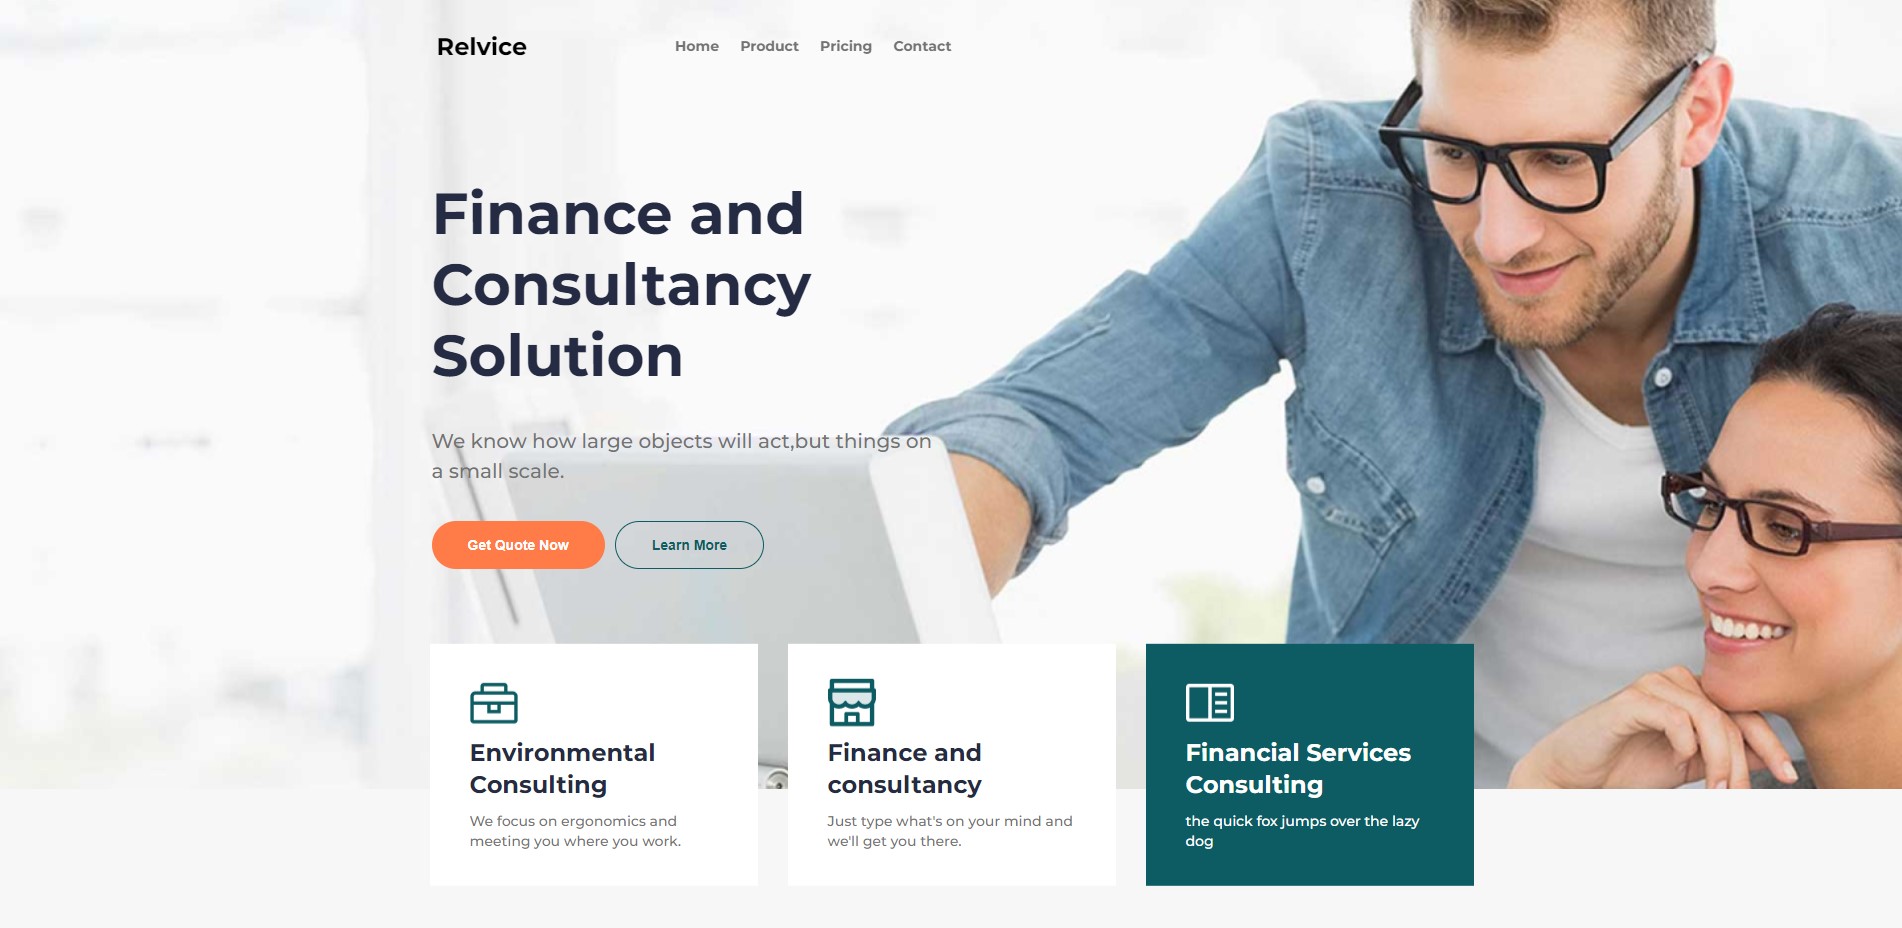 Relvice
Home Product Pricing Contact
Finance and
Consultancy
Solution
We know how large objects will act,but things on
a small scale.
Get Quote Now
Learn More
Environmental
Consulting
We focus on ergonomics and
meeting you where you work.
Finance and
consultancy
Just type what's on your mind and
we'll get you there.
Financial Services
Consulting
the quick fox jumps over the lazy
dog